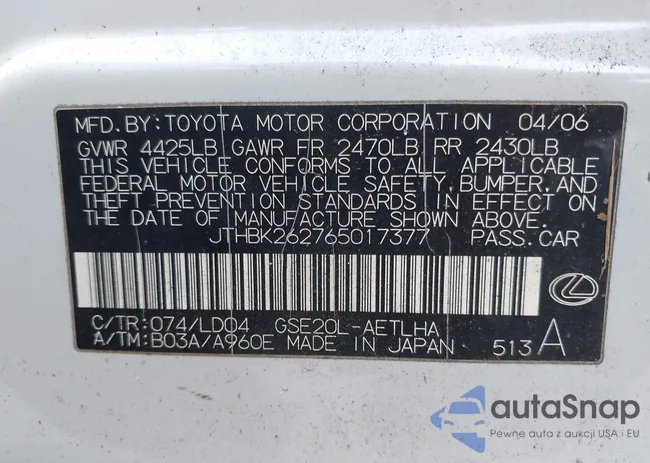 MFD.BY:TOYOTA MOTOR CORPORATION 04/06
GVWR 4425LB GAWR FR 2470LB RR 2430LB
THIS VEHICLE CONFORMS TO ALL APPLICABLE
FEDERAL MOTOR VEHICLE SAFETY,BUMPER,AND
THEFT PREVENTION STANDARDS IN EFFECT ON
THE DATE OF MANUFACTURE SHOWN ABOVE.
JTHBK262765017377 PASS.CAR
C/TR:074/LD04 GSE20L-AETLHA
A/TM:B03A/A960E MADE IN JAPAN 513 A
autaSnap
Pewne auta z aukcji USA i EU